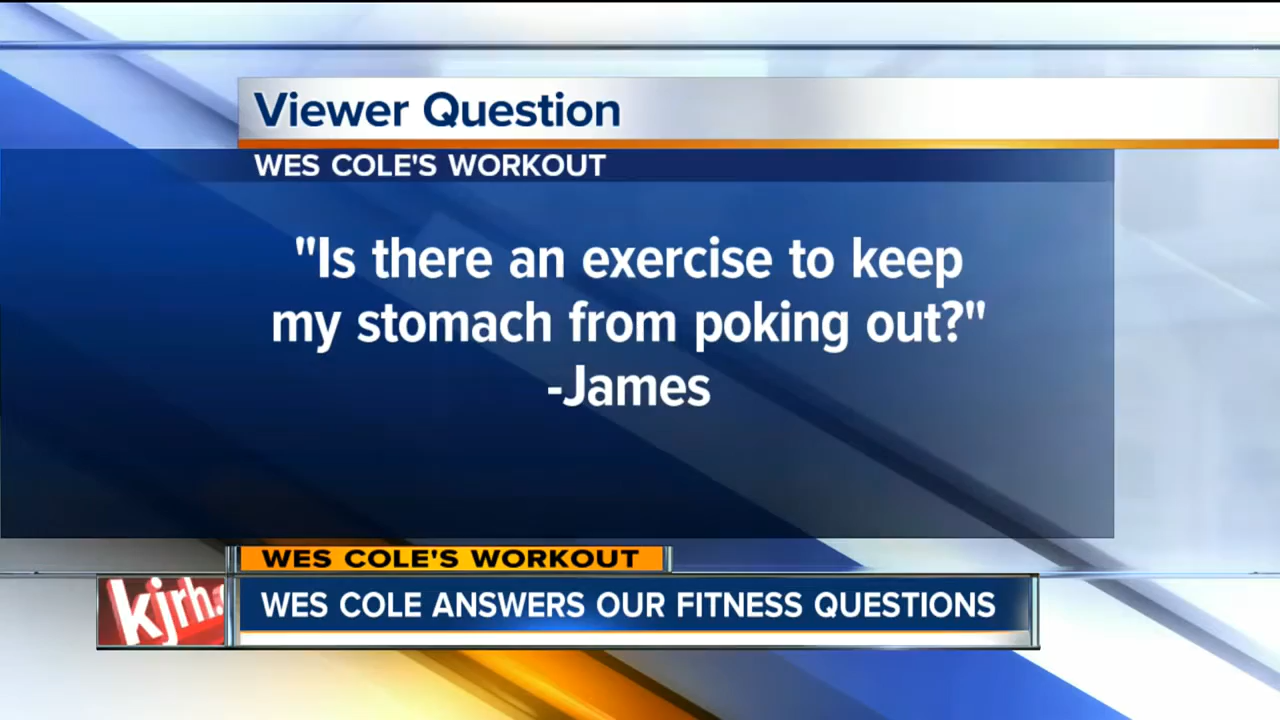 Viewer Question
WES COLE'S WORKOUT
"Is there an exercise to keep
my stomach from poking out?"
-James
WES COLE'S WORKOUT
kjrh.
WES COLE ANSWERS OUR FITNESS QUESTIONS